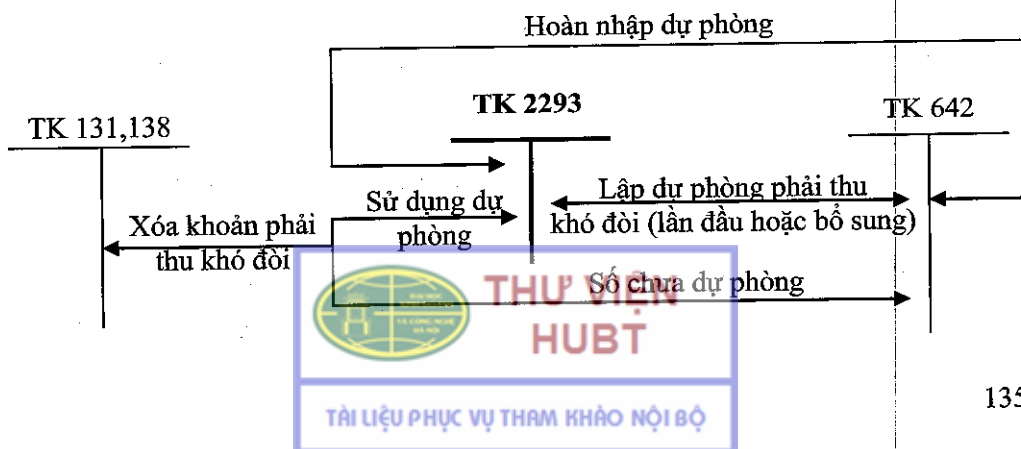 Hoàn nhập dự phòng
TK 2293
TK 642
TK 131,138
Sử dụng dự
phòng
Lập dự phòng phải thu
khó đòi (lần đầu hoặc bổ sung)
Xóa khoản phải
thu khó đòi
Số chưa dự phòng
THƯ VIỆN
HUBT
TÀI LIỆU PHỤC VỤ THAM KHẢO NỘI BỘ
135